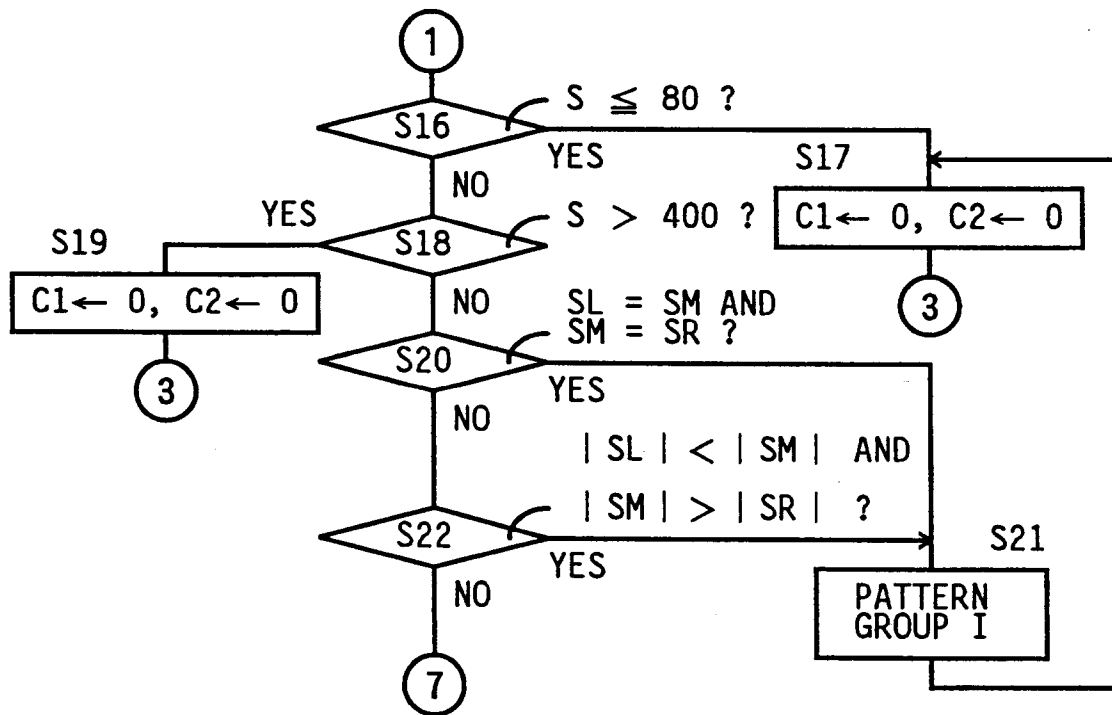 1
S ≦ 80 ?
S16
YES
S17
NO
C1← 0, C2← 0
YES
S > 400 ?
S19
S18
C1← 0, C2← 0
NO
3
SL = SM AND
SM = SR ?
S20
3
YES
NO
| SL | < | SM | AND
| SM | > | SR | ?
S22
S21
YES
NO
PATTERN
GROUP I
7